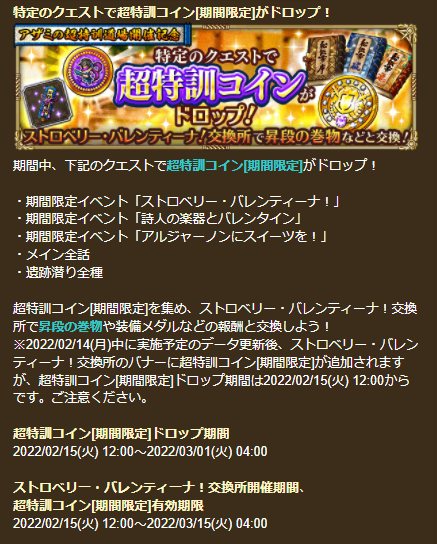 特定のクエストで超特訓コイン[期間限定]がドロップ！
アザミの超特訓道場開催記念
特定のクエストで
超特訓コインが
ドロップ!
ストロベリー・バレンティーナ!交換所で昇段の巻物などと交換!
期間中、下記のクエストで超特訓コイン[期間限定]がドロップ！
・期間限定イベント「ストロベリー・バレンティーナ！」
・期間限定イベント「詩人の楽器とバレンタイン」
・期間限定イベント「アルジャーノンにスイーツを！」
・メイン全話
・遺跡潜り全種
超特訓コイン[期間限定]を集め、ストロベリー・バレンティーナ！交換
所で昇段の巻物や装備メダルなどの報酬と交換しよう！
※2022/02/14(月)中に実施予定のデータ更新後、ストロベリー・バレン
ティーナ！交換所のバナーに超特訓コイン[期間限定]が追加されます
が、超特訓コイン[期間限定]ドロップ期間は2022/02/15(火) 12:00から
です。ご注意ください。
超特訓コイン[期間限定]ドロップ期間
2022/02/15(火) 12:00～2022/03/01(火) 04:00
ストロベリー・バレンティーナ！交換所開催期間、
超特訓コイン[期間限定]有効期限
2022/02/15(火) 12:00～2022/03/15(火) 04:00